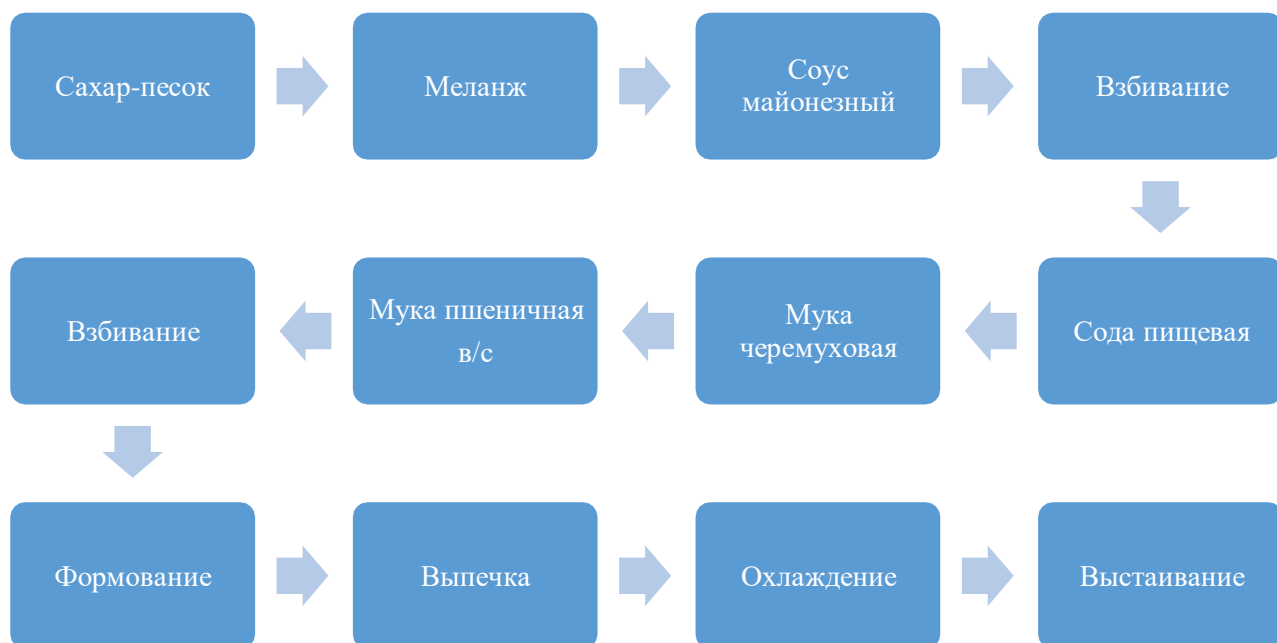 Сахар-песок
Меланж
Соус
майонезный
Взбивание
Взбивание
Мука пшеничная
в/с
Мука
черемуховая
Сода пищевая
Формование
Выпечка
Охлаждение
Выстаивание